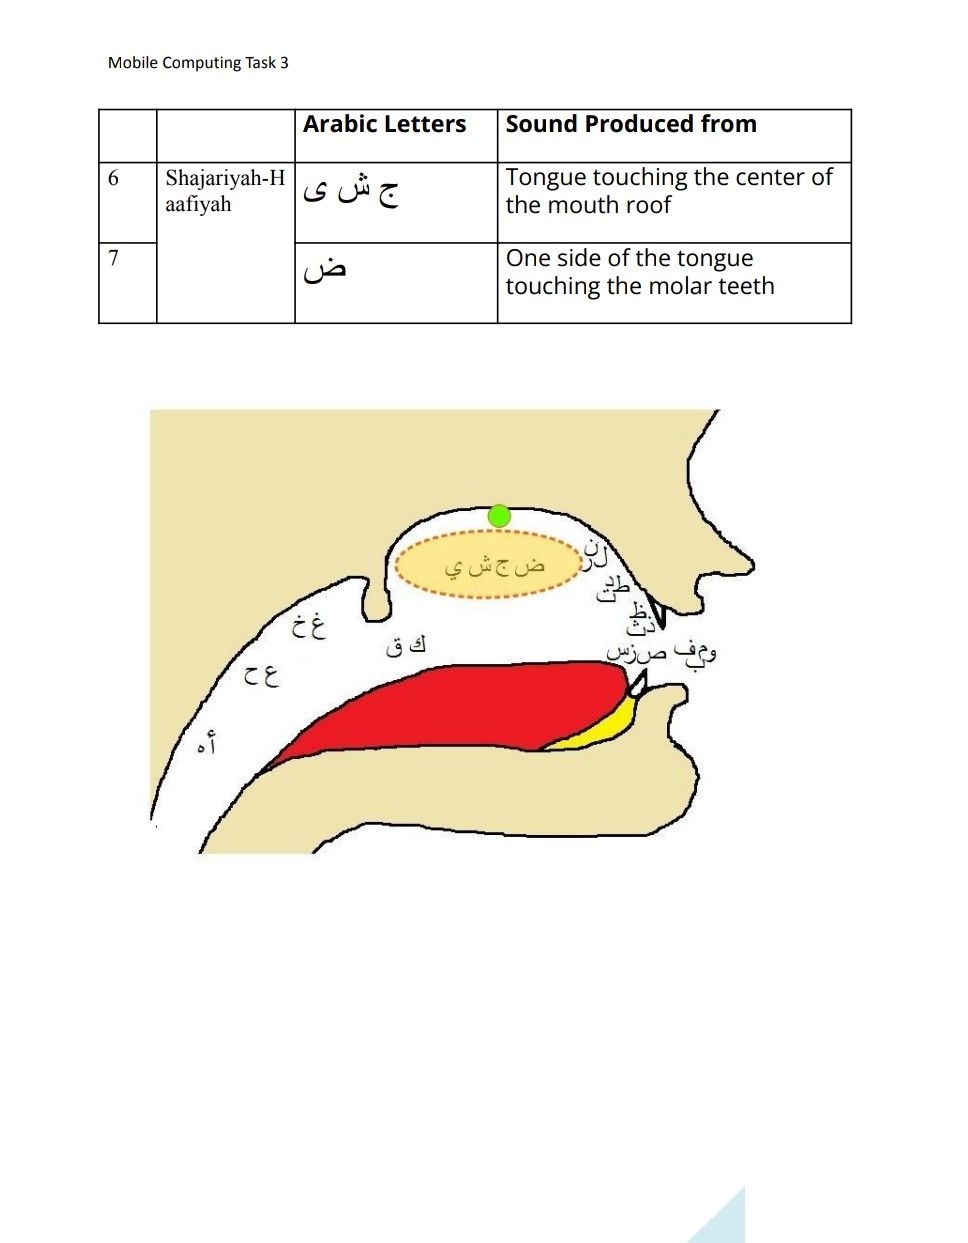 Mobile Computing Task 3
Arabic Letters
Sound Produced from
6
Shajariyah-H
aafiyah
ج ش ى
Tongue touching the center of
the mouth roof
7
ض
One side of the tongue
touching the molar teeth
ض ج ش ي
ن
ل ر
ط د
ت
ظ
ذ ث
غ خ
ك ق
ص ز س
و م ف
ب
ع ح
أ ه